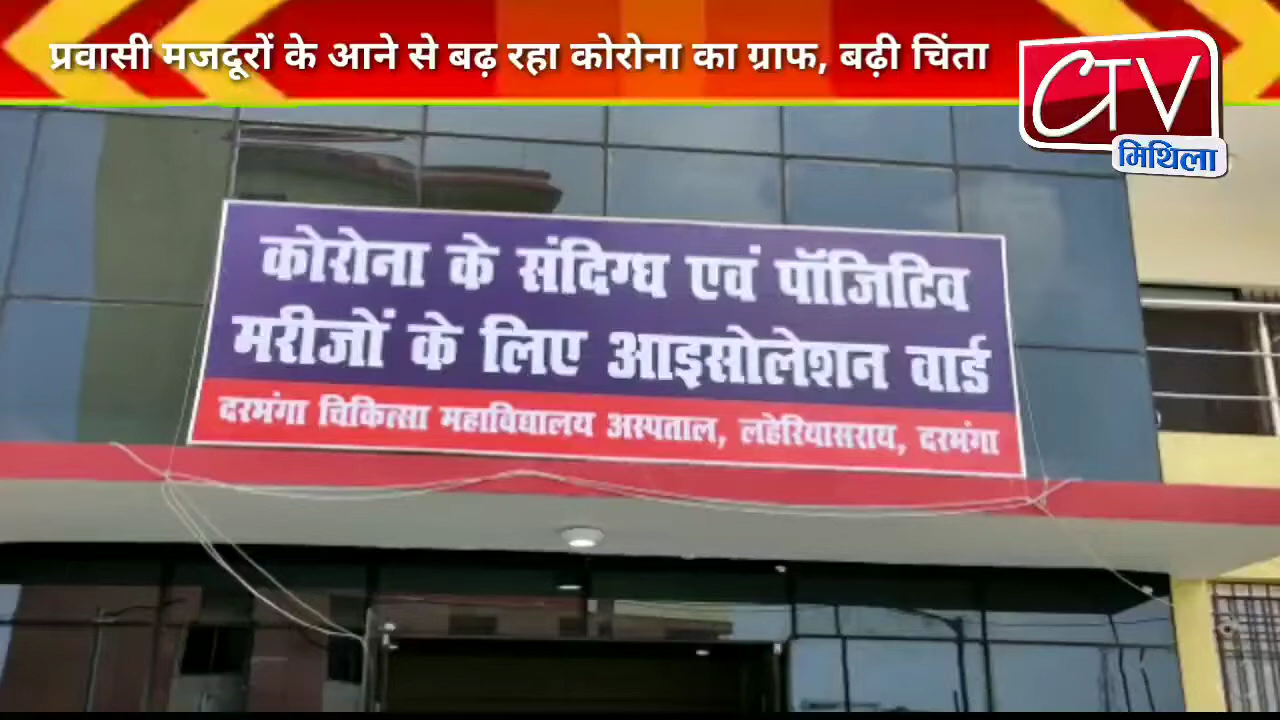 प्रवासी मजदूरों के आने से बढ़ रहा कोरोना का ग्राफ, बढ़ी चिंता
CTV
मिथिला
कोरोना के संदिग्ध एवं पॉजिटिव
मरीजों के लिए आइसोलेशन वार्ड
दरभंगा चिकित्सा महाविद्यालय अस्पताल, लहेरियासराय, दरभंगा